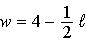 w = 4 − 1/2 ℓ